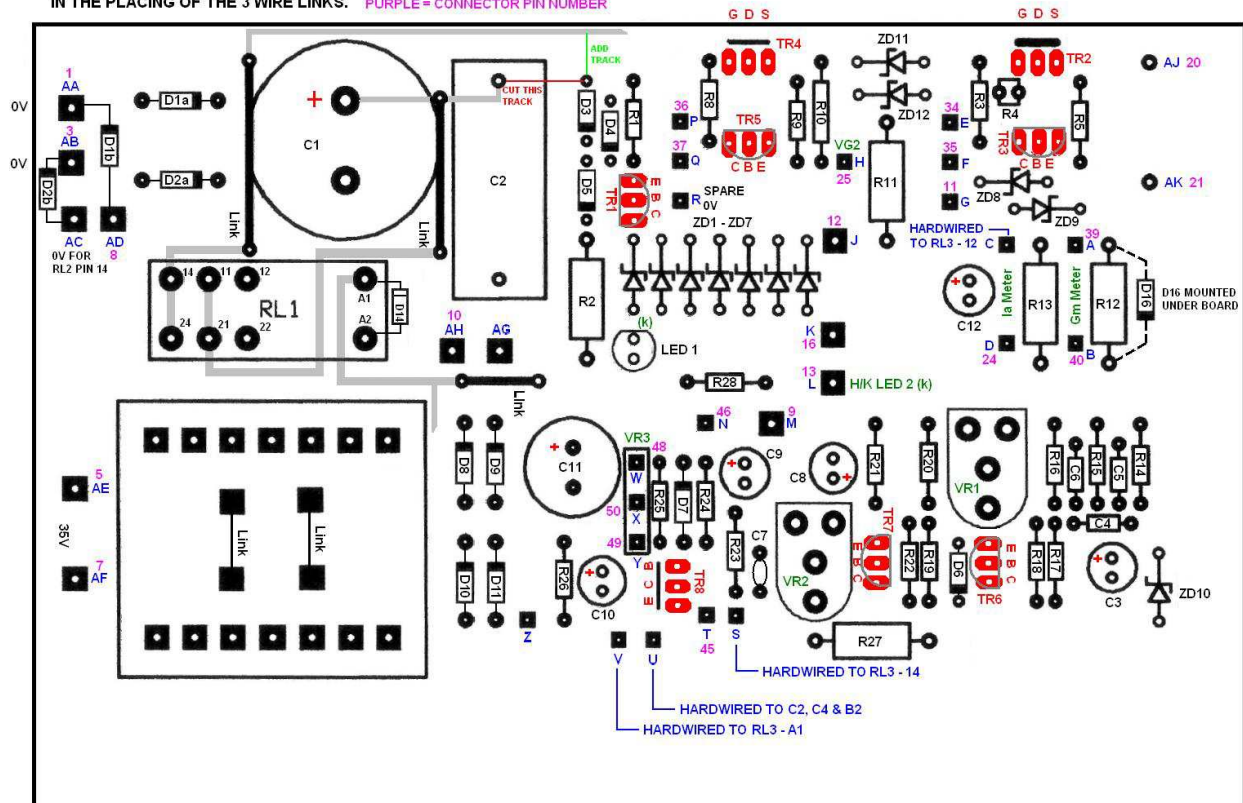 IN THE PLACING OF THE 3 WIRE LINKS. PURPLE = CONNECTOR PIN NUMBER
G D S
G D S
ADD
TRACK
TR4
ZD11
TR2
AJ 20
1
AA
0V
D1a
D1b
+
CUT THIS
TRACK
D3
D4
R1
R8
R9
R10
ZD12
R3
R4
R5
36
P
34
E
3
AB
0V
C1
C2
TR5
TR3
C B E
C B E
37
Q
VG2
H
25
35
F
D2b
D2a
D5
TR1
E
B
C
R
SPARE
0V
R11
11
G
ZD8
ZD9
AK 21
AC
AD
8
0V FOR
RL2 PIN 14
Link
Link
ZD1 - ZD7
12
J
HARDWIRED
TO RL3 - 12
C
39
A
14
11
12
RL1
A1
D14
A2
24
21
22
R2
+
C12
Ia Meter
R13
Gm Meter
R12
D16
D16 MOUNTED
UNDER BOARD
10
AH
AG
(k)
LED 1
K
16
D
24
40
B
Link
R28
13
L
H/K LED 2 (k)
46
N
9
M
VR3
48
W
+
C11
D8
D9
R25
D7
R24
+
C9
C8
+
R21
R20
VR1
R16
C6
R15
C5
R14
5
AE
35V
7
AF
Link
Link
50
X
49
Y
C4
D10
D11
R26
+
C10
E
C
B
TR8
R23
C7
VR2
TR7
E
B
C
R22
R19
D6
E
B
C
TR6
R18
R17
+
C3
ZD10
Z
V
U
T
45
S
R27
HARDWIRED TO RL3 - 14
HARDWIRED TO C2, C4 & B2
HARDWIRED TO RL3 - A1